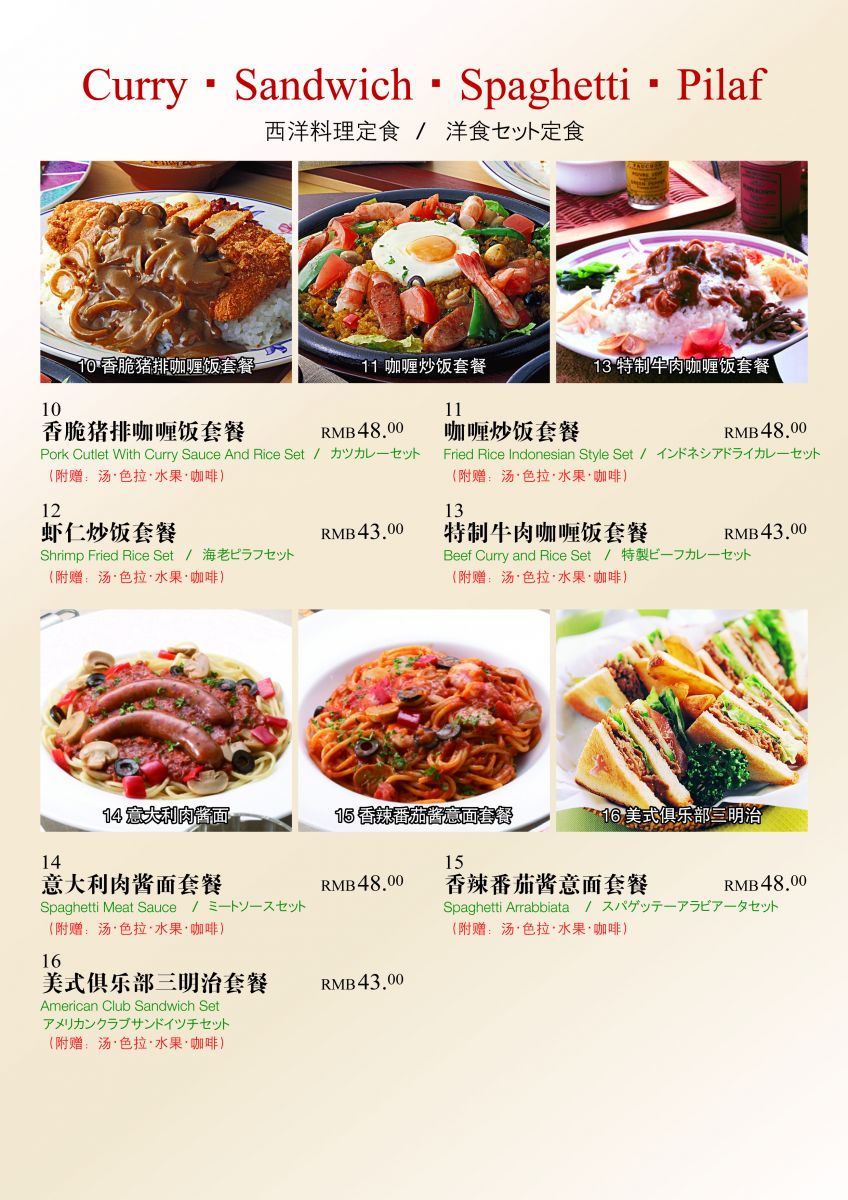 Curry · Sandwich · Spaghetti · Pilaf
西洋料理定食 / 洋食セット定食
10 香脆猪排咖喱饭套餐
11 咖喱炒饭套餐
13 特制牛肉咖喱饭套餐
10
香脆猪排咖喱饭套餐 RMB48.00
Pork Cutlet With Curry Sauce And Rice Set / カツカレーセット
（附赠：汤·色拉·水果·咖啡）
11
咖喱炒饭套餐 RMB48.00
Fried Rice Indonesian Style Set / インドネシアドライカレーセット
（附赠：汤·色拉·水果·咖啡）
12
虾仁炒饭套餐 RMB43.00
Shrimp Fried Rice Set / 海老ピラフセット
（附赠：汤·色拉·水果·咖啡）
13
特制牛肉咖喱饭套餐 RMB43.00
Beef Curry and Rice Set / 特製ビーフカレーセット
（附赠：汤·色拉·水果·咖啡）
14 意大利肉酱面
15 香辣番茄酱意面套餐
16 美式俱乐部三明治
14
意大利肉酱面套餐 RMB48.00
Spaghetti Meat Sauce / ミートソースセット
（附赠：汤·色拉·水果·咖啡）
15
香辣番茄酱意面套餐 RMB48.00
Spaghetti Arrabbiata / スパゲッテーアラビアータセット
（附赠：汤·色拉·水果·咖啡）
16
美式俱乐部三明治套餐 RMB43.00
American Club Sandwich Set
アメリカンクラブサンドイツチセット
（附赠：汤·色拉·水果·咖啡）